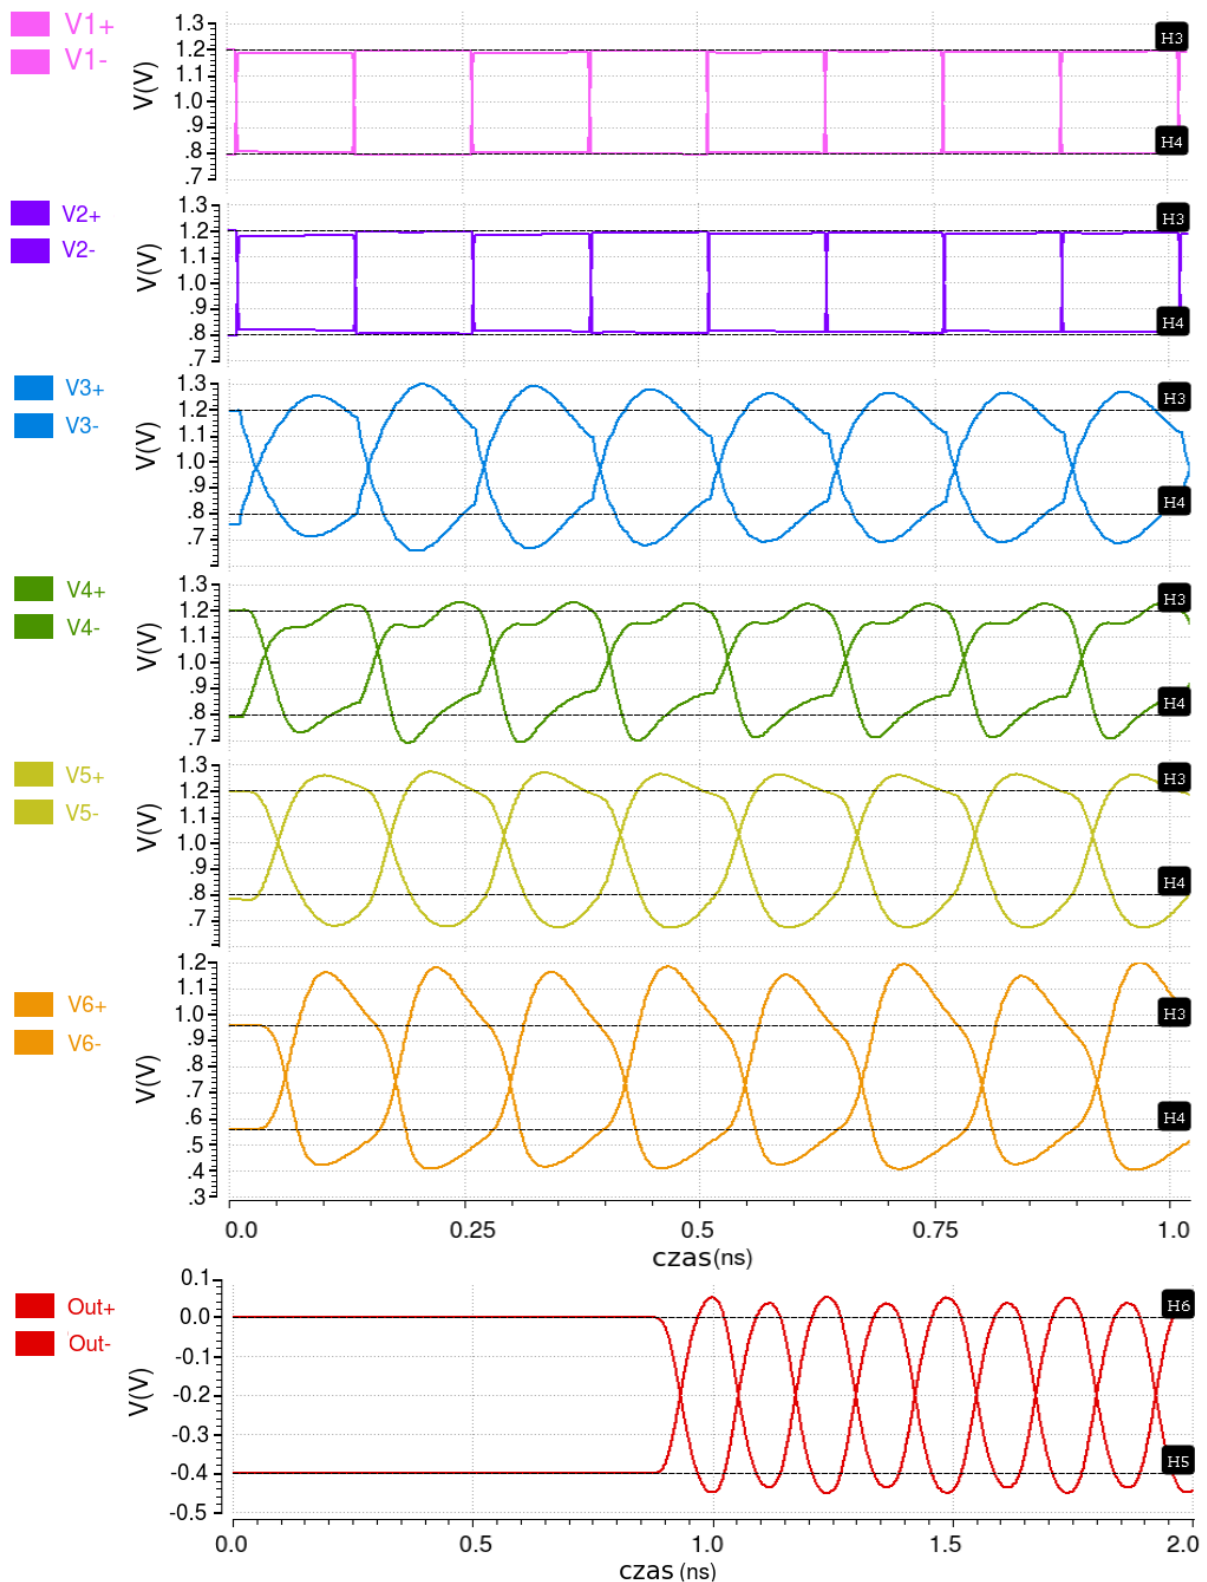 V1+
V1-
V(V)
1.3
1.2
1.1
1.0
.9
.8
.7
H3
H4
V2+
V2-
V(V)
1.3
1.2
1.1
1.0
.9
.8
.7
H3
H4
V3+
V3-
V(V)
1.3
1.2
1.1
1.0
.9
.8
.7
H3
H4
V4+
V4-
V(V)
1.3
1.2
1.1
1.0
.9
.8
.7
H3
H4
V5+
V5-
V(V)
1.3
1.2
1.1
1.0
.9
.8
.7
H3
H4
V6+
V6-
V(V)
1.2
1.1
1.0
.9
.8
.7
.6
.5
.4
.3
H3
H4
0.0 0.25 0.5 0.75 1.0
czas(ns)
Out+
Out-
V(V)
0.1
0.0
-0.1
-0.2
-0.3
-0.4
-0.5
H6
H5
0.0 0.5 1.0 1.5 2.0
czas (ns)